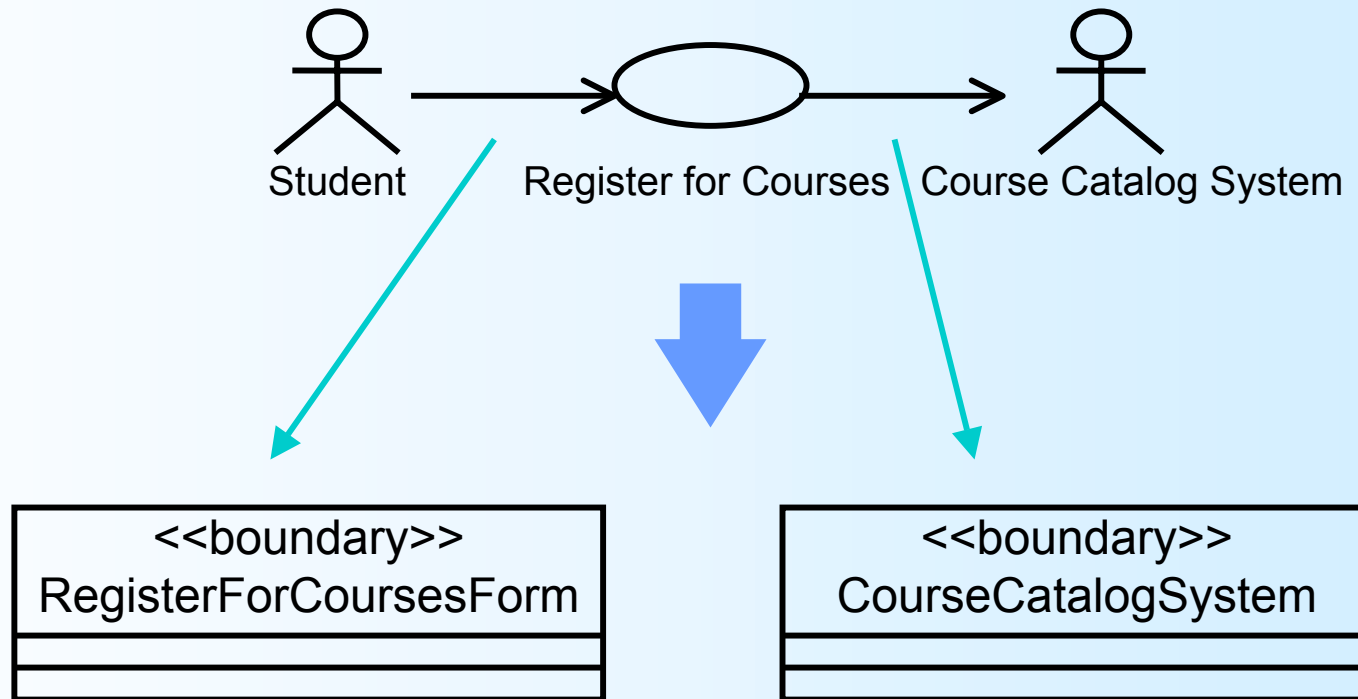 Student
Register for Courses
Course Catalog System
<<boundary>>
RegisterForCoursesForm
<<boundary>>
CourseCatalogSystem